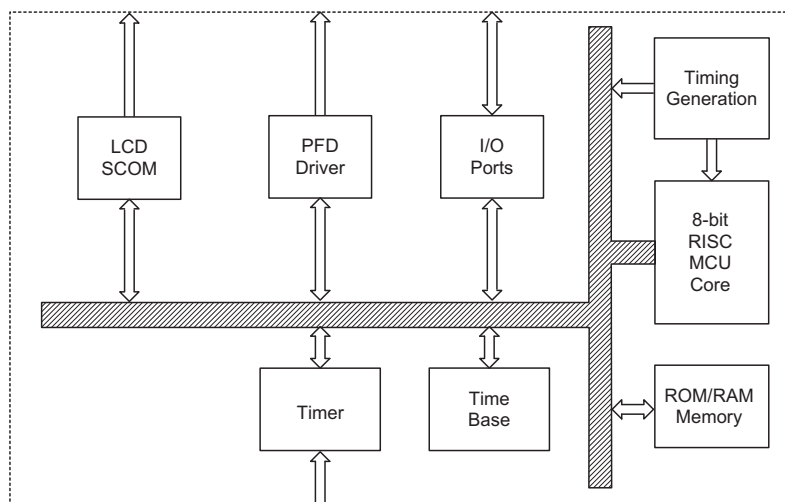 LCD
SCOM
PFD
Driver
I/O
Ports
Timing
Generation
8-bit
RISC
MCU
Core
Timer
Time
Base
ROM/RAM
Memory